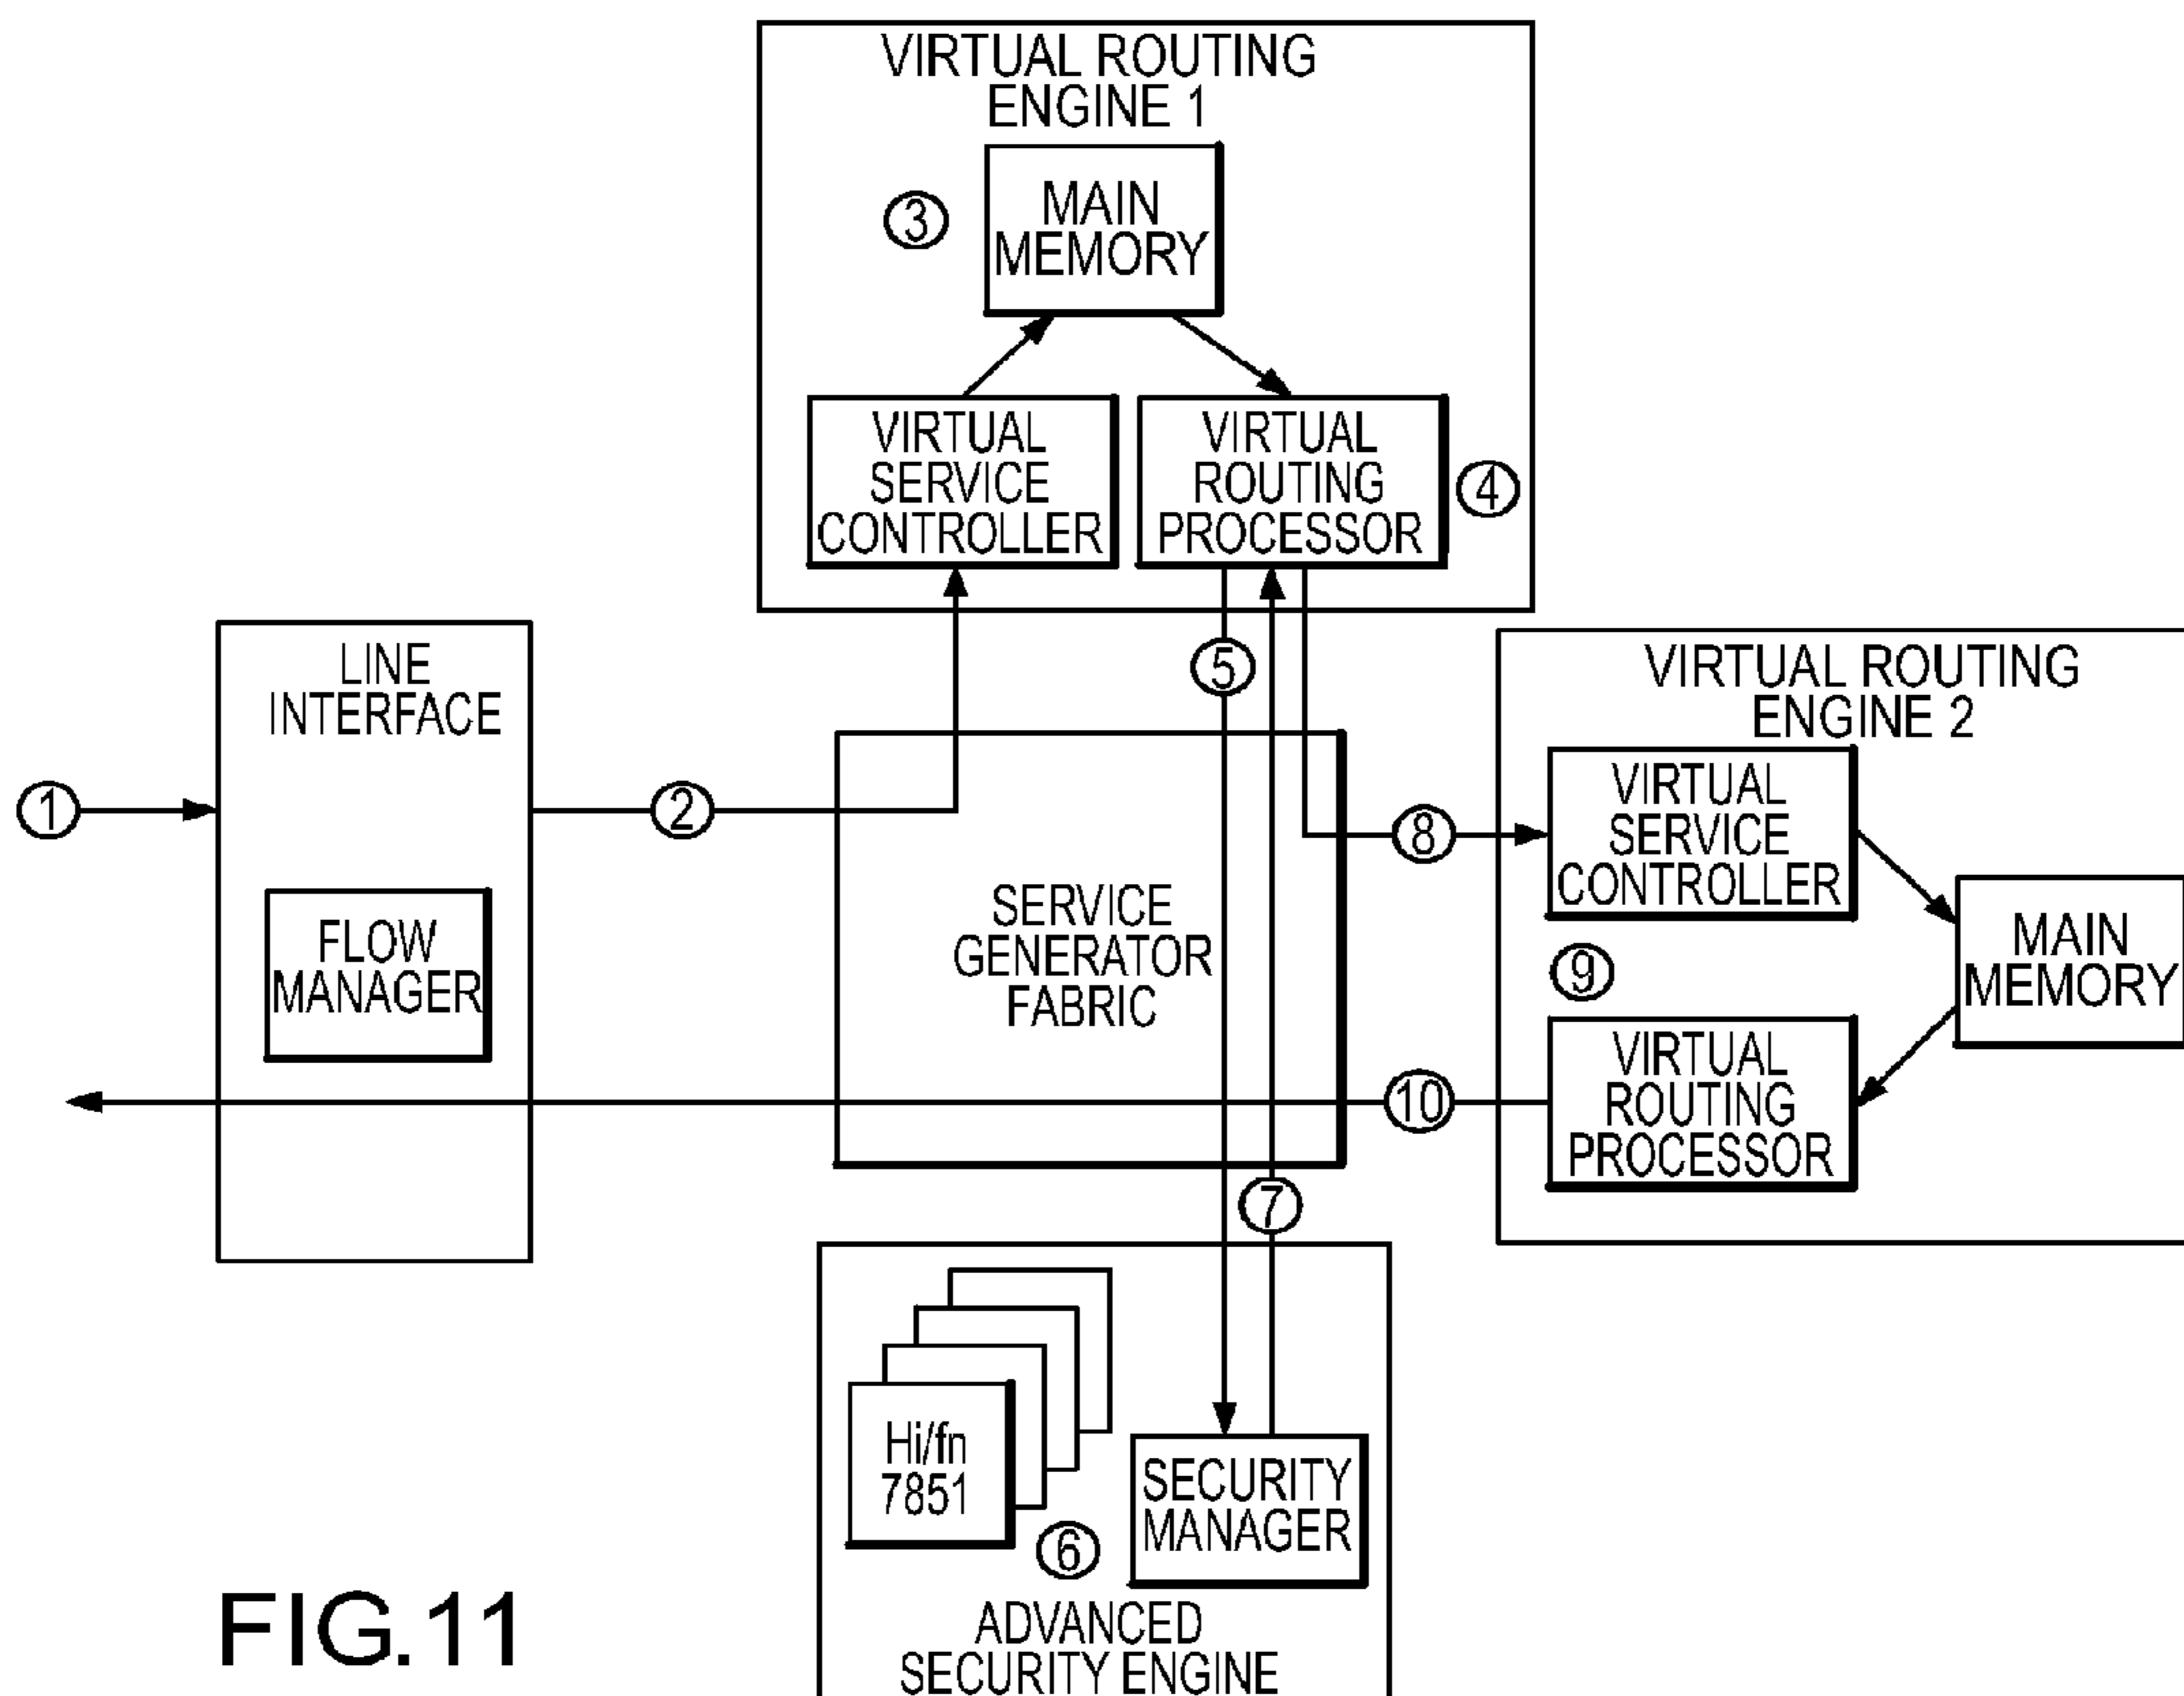 VIRTUAL ROUTING
ENGINE 1
3
MAIN
MEMORY
VIRTUAL
SERVICE
CONTROLLER
VIRTUAL
ROUTING
PROCESSOR
4
LINE
INTERFACE
5
VIRTUAL ROUTING
ENGINE 2
1
2
8
VIRTUAL
SERVICE
CONTROLLER
FLOW
MANAGER
SERVICE
GENERATOR
FABRIC
9
MAIN
MEMORY
10
VIRTUAL
ROUTING
PROCESSOR
7
Hi/fn
7851
6
SECURITY
MANAGER
ADVANCED
SECURITY ENGINE
FIG.11